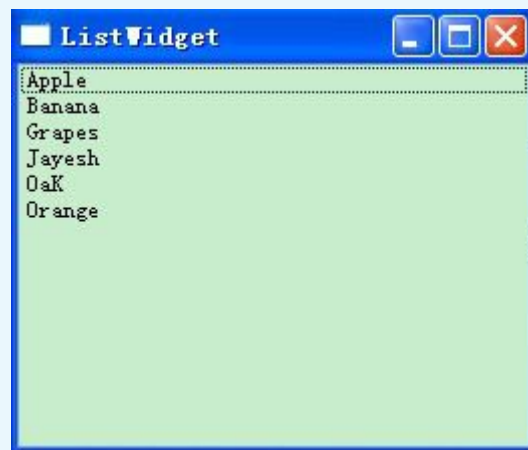 ListWidget
Apple
Banana
Grapes
Jayesh
OaK
Orange